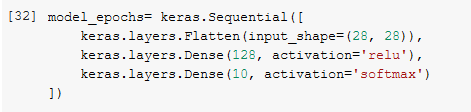 [32] model_epochs= keras.Sequential([
    keras.layers.Flatten(input_shape=(28, 28)),
    keras.layers.Dense(128, activation='relu'),
    keras.layers.Dense(10, activation='softmax')
])